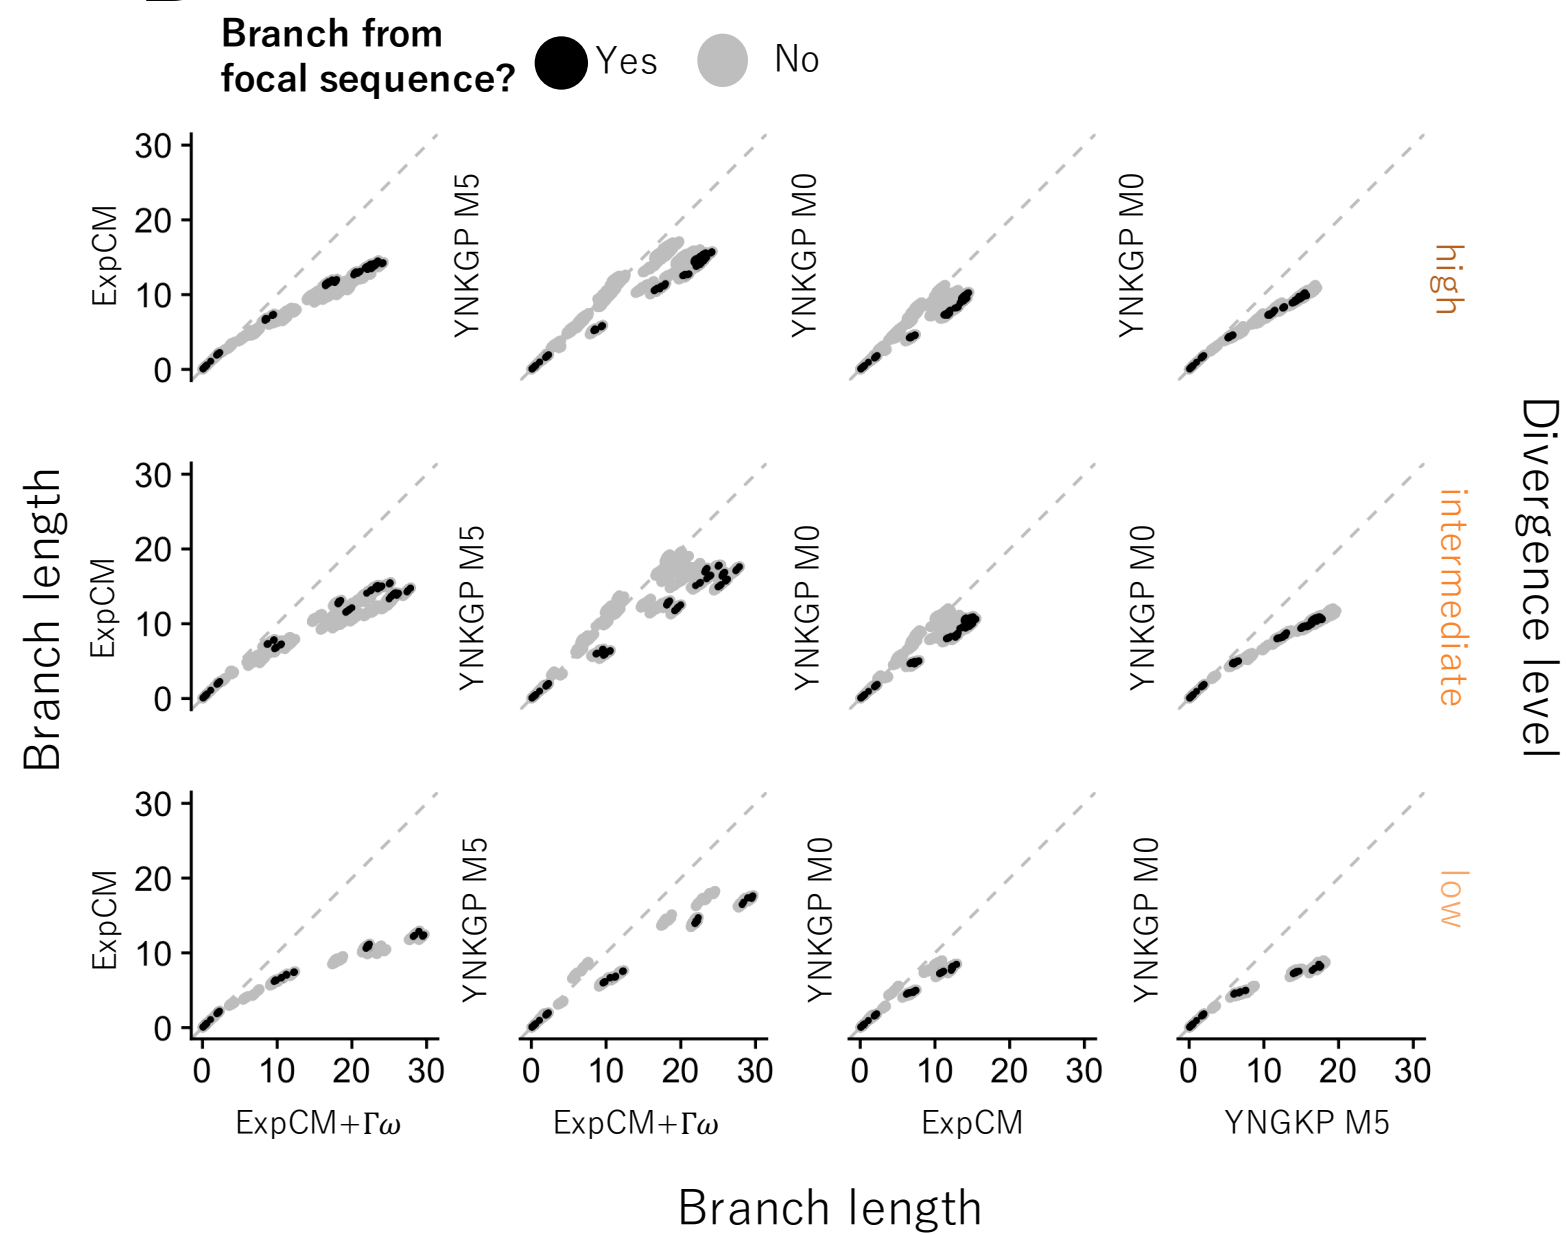 Branch from
focal sequence?
Yes
No
30
20
10
0
ExpCM
YNKGP M5
YNKGP M0
YNKGP M0
high
30
20
10
0
ExpCM
YNKGP M5
YNKGP M0
YNKGP M0
intermediate
30
20
10
0
ExpCM
YNKGP M5
YNKGP M0
YNKGP M0
low
Branch length
Divergence level
0 10 20 30
0 10 20 30
0 10 20 30
0 10 20 30
ExpCM+Γω
ExpCM+Γω
ExpCM
YNGKP M5
Branch length